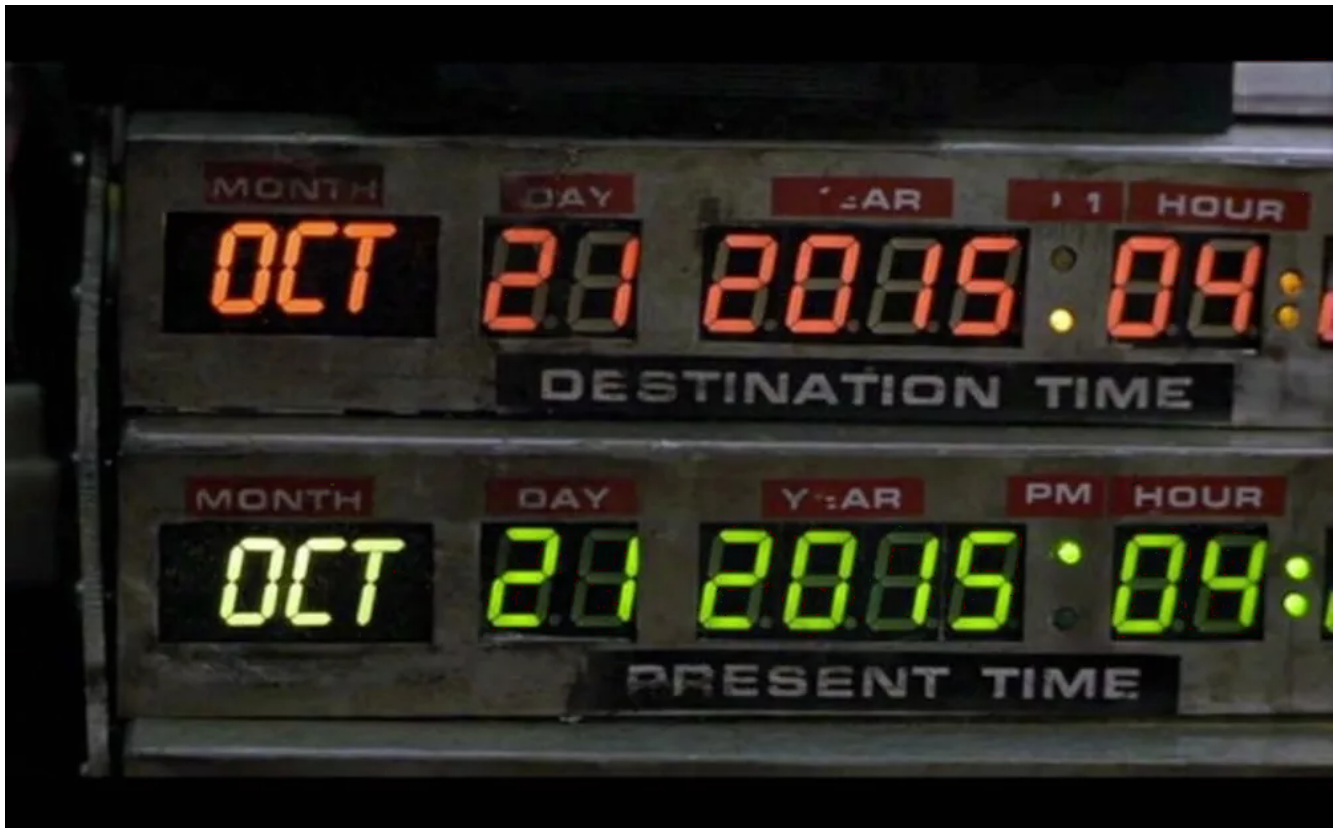 MONTH DAY HOUR
OCT 21 2015 04
DESTINATION TIME
MONTH DAY YEAR PM HOUR
OCT 21 2015 04
PRESENT TIME